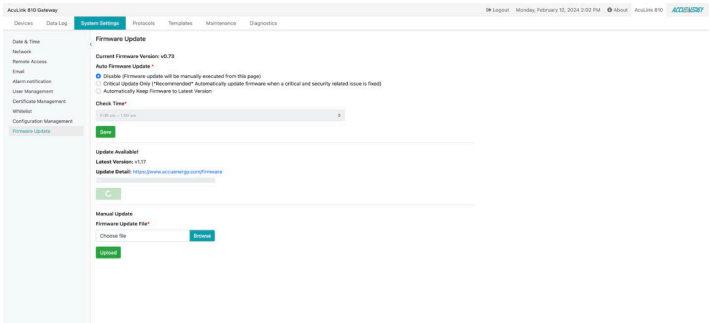 AcuLink 810 Gateway
Logout Monday, February 12, 2024 2:02 PM About AcuLink 810 ACCUENERGY
Devices Data Log System Settings Protocols Templates Maintenance Diagnostics
Date & Time
Network
Remote Access
Email
Alarm notification
User Management
Certificate Management
Whitelist
Configuration Management
Firmware Update
Firmware Update
Current Firmware Version: v0.73
Auto Firmware Update *
Disable (Firmware update will be manually executed from this page)
Critical Update Only (*Recommended* Automatically update firmware when a critical and security related issue is fixed)
Automatically Keep Firmware to Latest Version
Check Time*
Save
Update Available!
Latest Version: v1.17
Update Detail: https://www.accuenergy.com/firmware
Manual Update
Firmware Update File*
Choose file Browse
Upload